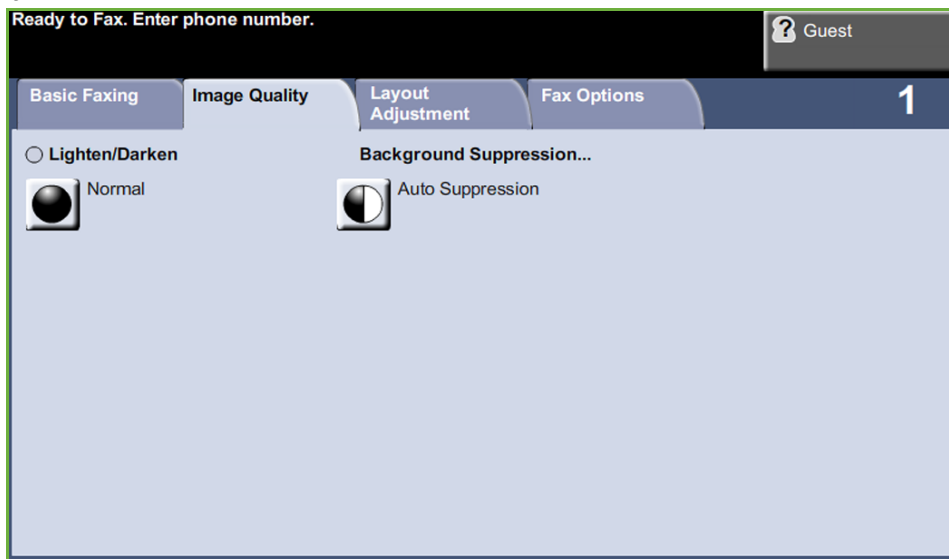 Ready to Fax. Enter phone number.
? Guest
Basic Faxing
Image Quality
Layout
Adjustment
Fax Options
1
Lighten/Darken
Background Suppression...
Normal
Auto Suppression